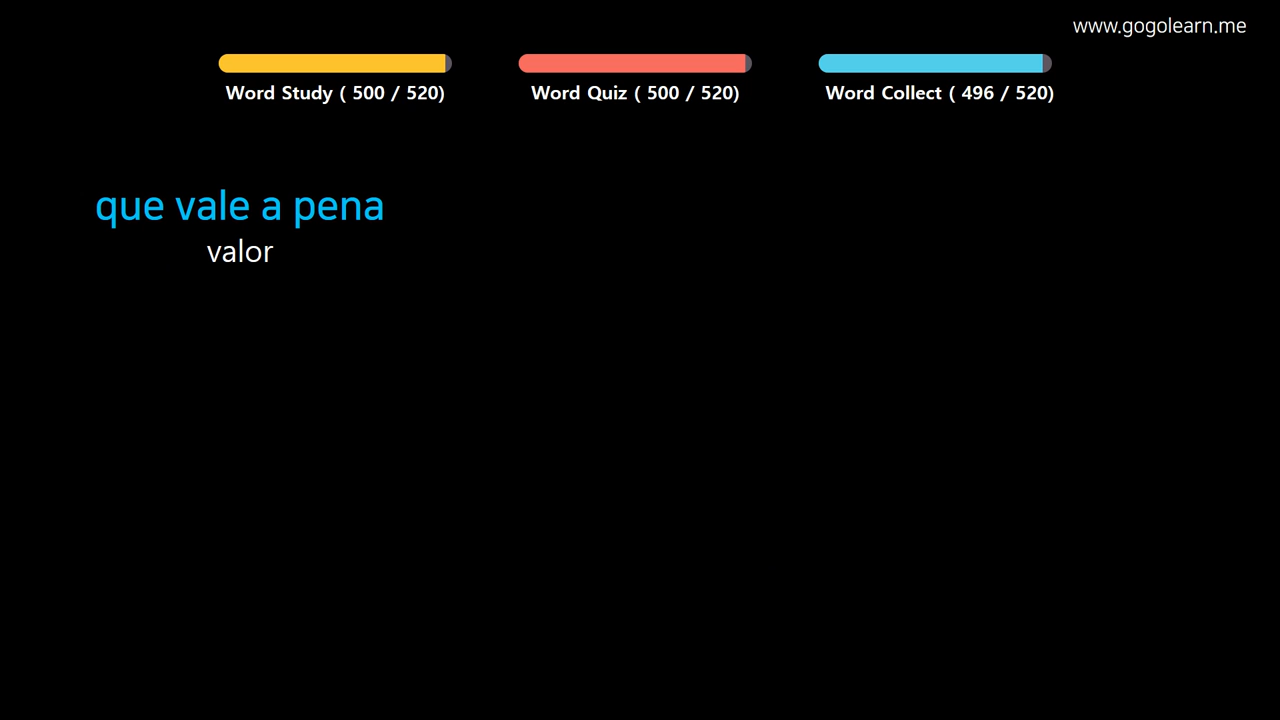 www.gogolearn.me
Word Study ( 500 / 520)
Word Quiz ( 500 / 520)
Word Collect ( 496 / 520)
que vale a pena
valor